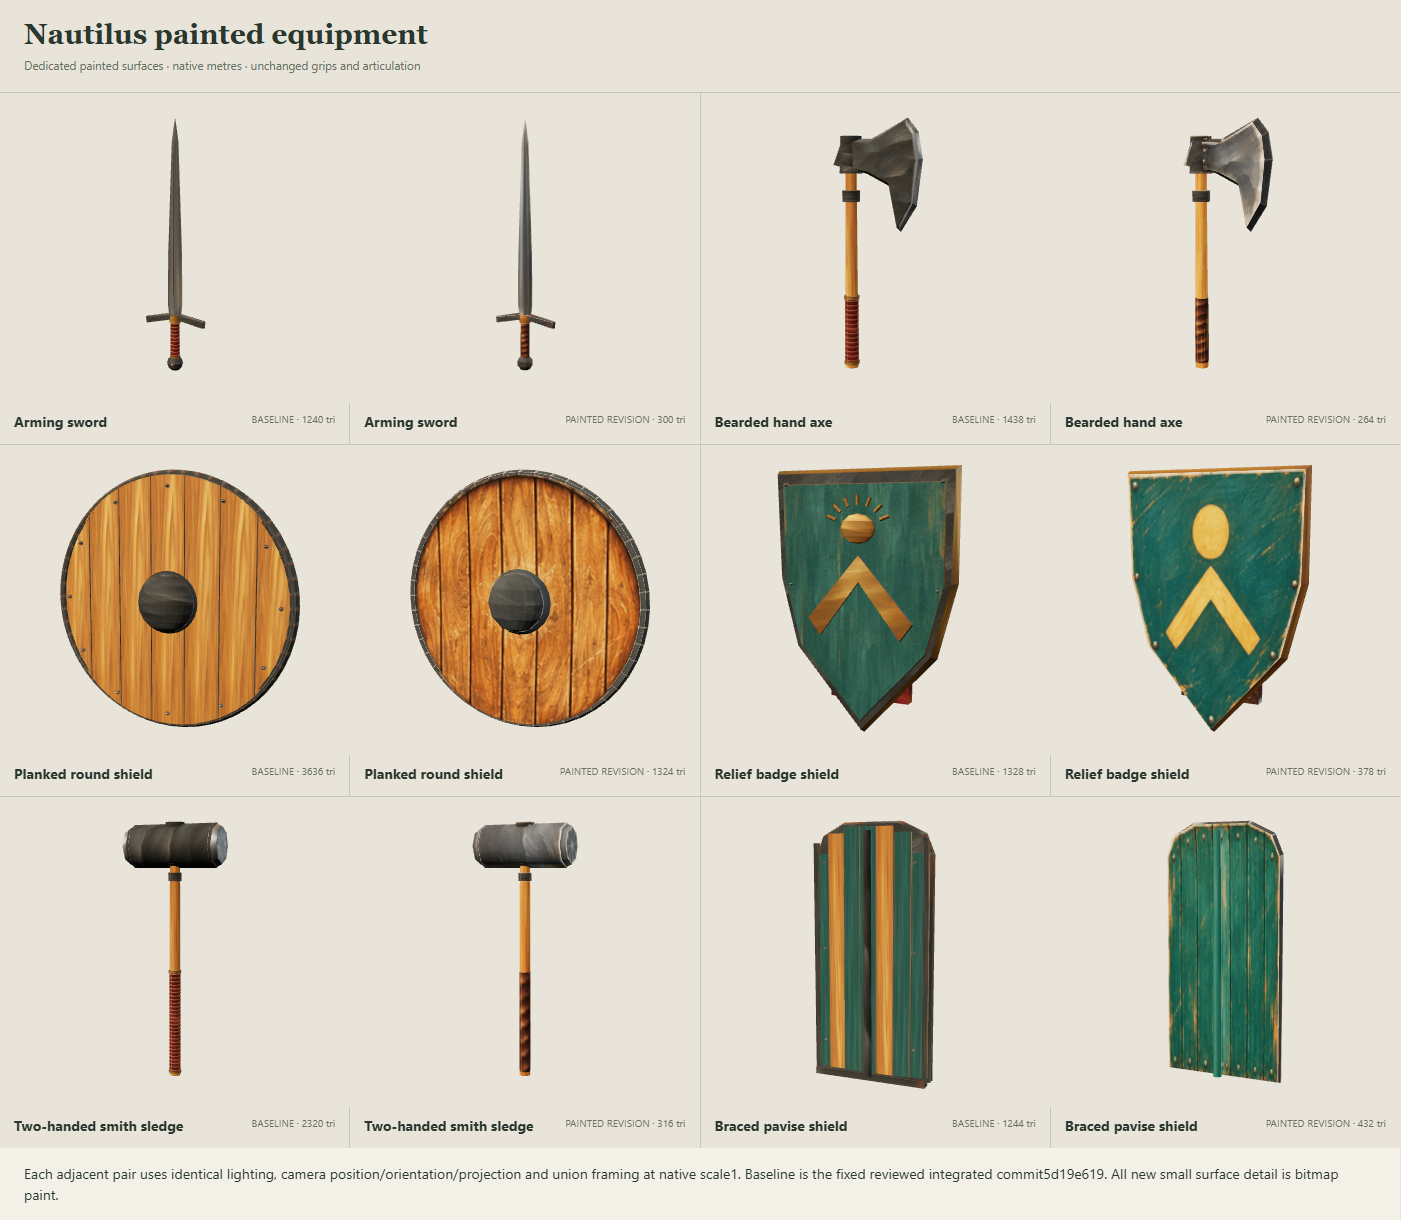 Nautilus painted equipment
Dedicated painted surfaces · native metres · unchanged grips and articulation
Arming sword BASELINE · 1240 tri
Arming sword PAINTED REVISION · 300 tri
Bearded hand axe BASELINE · 1438 tri
Bearded hand axe PAINTED REVISION · 264 tri
Planked round shield BASELINE · 3636 tri
Planked round shield PAINTED REVISION · 1324 tri
Relief badge shield BASELINE · 1328 tri
Relief badge shield PAINTED REVISION · 378 tri
Two-handed smith sledge BASELINE · 2320 tri
Two-handed smith sledge PAINTED REVISION · 316 tri
Braced pavise shield BASELINE · 1244 tri
Braced pavise shield PAINTED REVISION · 432 tri
Each adjacent pair uses identical lighting, camera position/orientation/projection and union framing at native scale1. Baseline is the fixed reviewed integrated commit5d19e619. All new small surface detail is bitmap
paint.